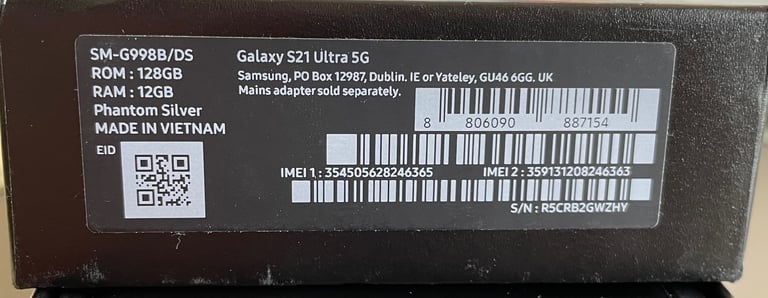 SM-G998B/DS
ROM : 128GB
RAM : 12GB
Phantom Silver
MADE IN VIETNAM
EID
Galaxy S21 Ultra 5G
Samsung, PO Box 12987, Dublin. IE or Yateley, GU46 6GG. UK
Mains adapter sold separately.
8 806090 887154
IMEI 1 : 354505628246365 IMEI 2 : 359131208246363
S/N : R5CRB2GWZHY